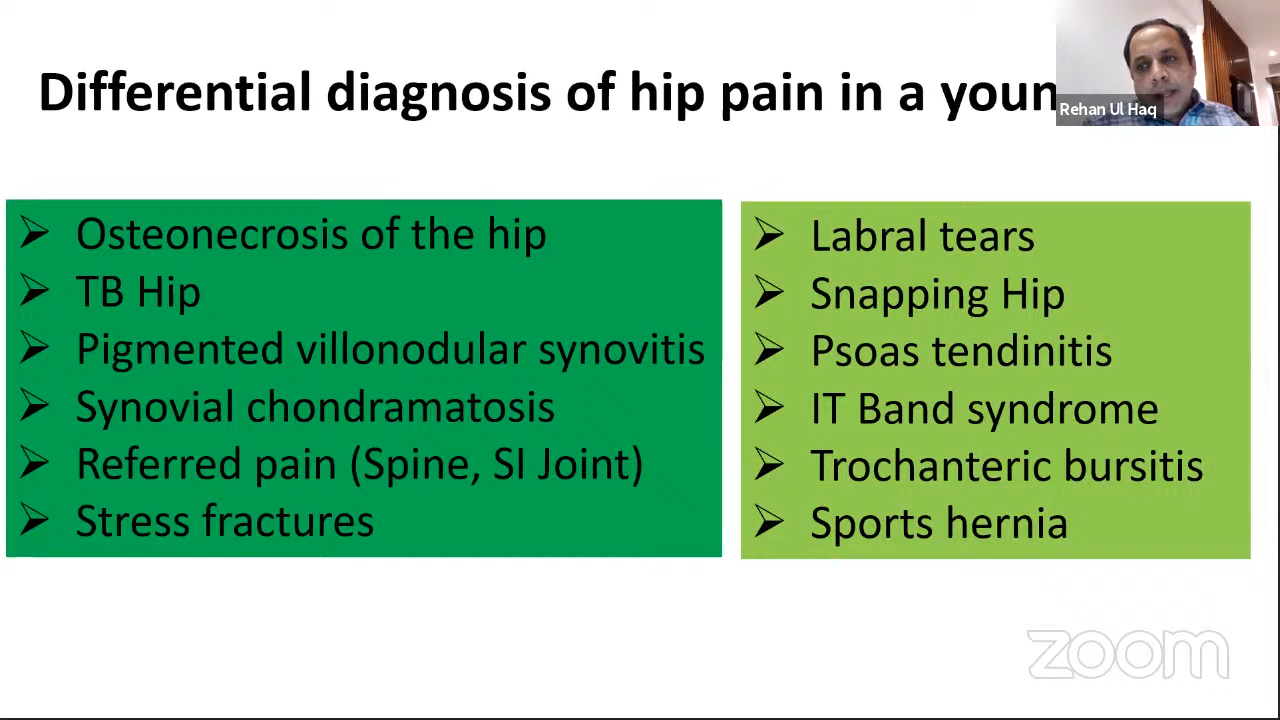 Differential diagnosis of hip pain in a youn
Rehan Ul Haq
➢ Osteonecrosis of the hip
➢ TB Hip
➢ Pigmented villonodular synovitis
➢ Synovial chondramatosis
➢ Referred pain (Spine, SI Joint)
➢ Stress fractures
➢ Labral tears
➢ Snapping Hip
➢ Psoas tendinitis
➢ IT Band syndrome
➢ Trochanteric bursitis
➢ Sports hernia
zoom